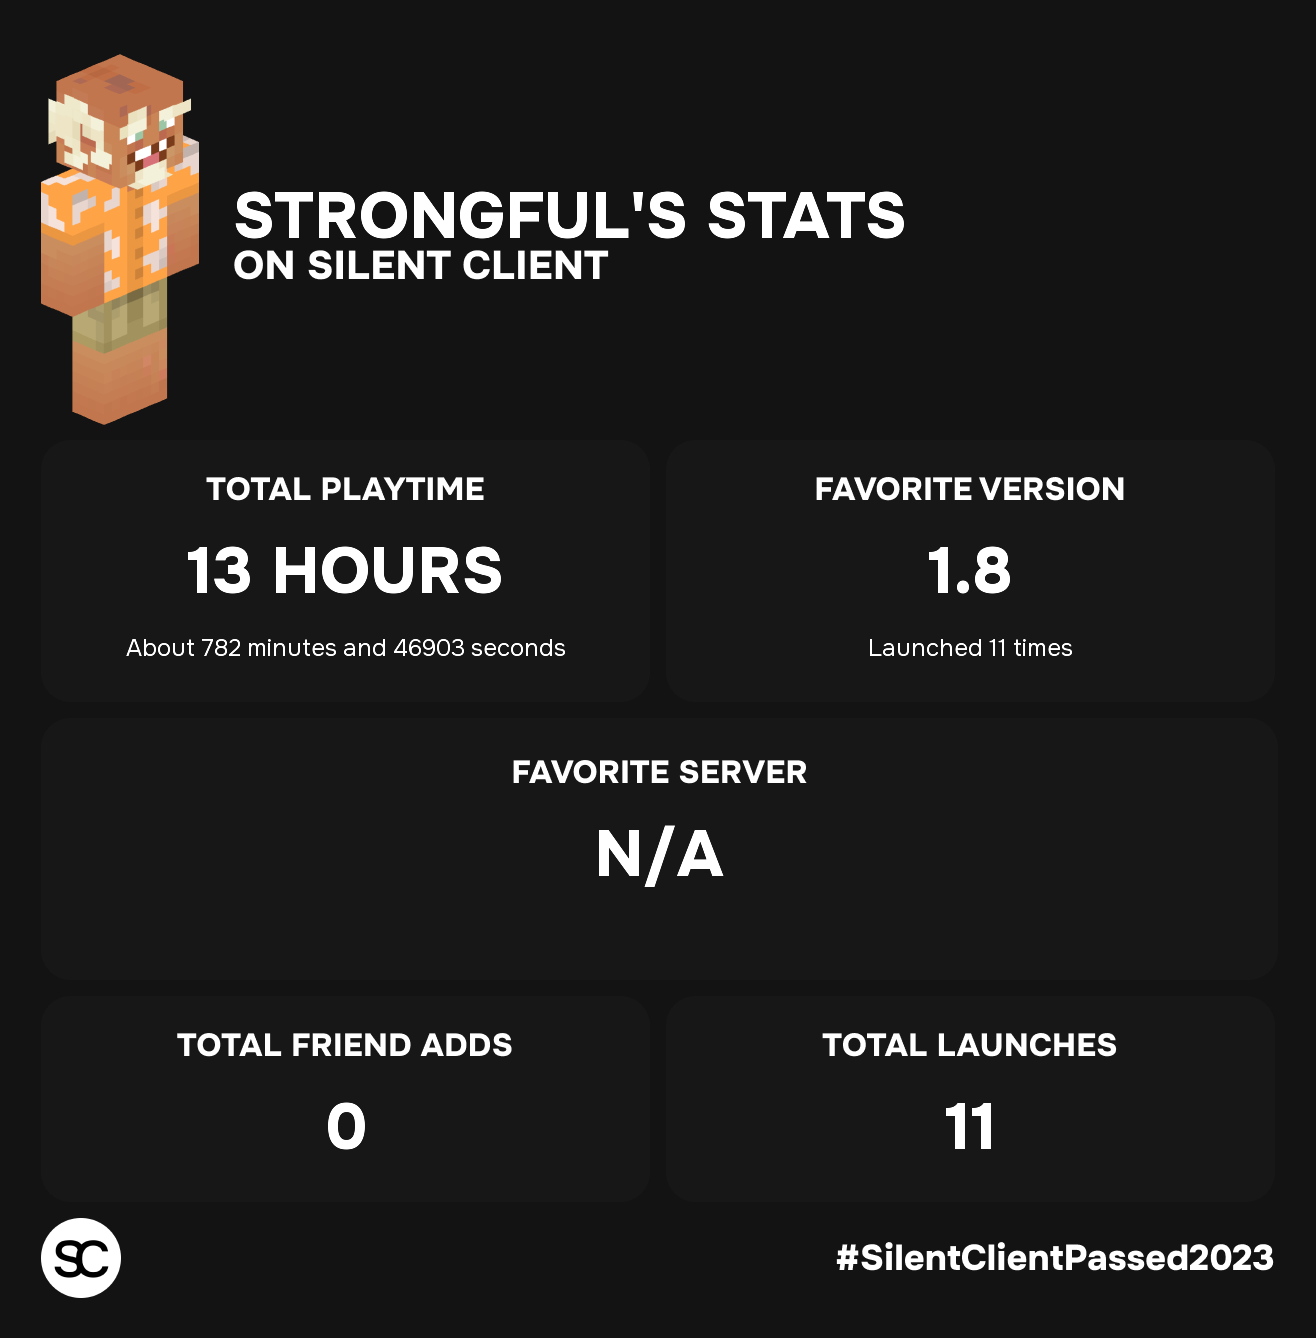 STRONGFUL'S STATS
ON SILENT CLIENT
TOTAL PLAYTIME
13 HOURS
About 782 minutes and 46903 seconds
FAVORITE VERSION
1.8
Launched 11 times
FAVORITE SERVER
N/A
TOTAL FRIEND ADDS
0
TOTAL LAUNCHES
11
SC
#SilentClientPassed2023